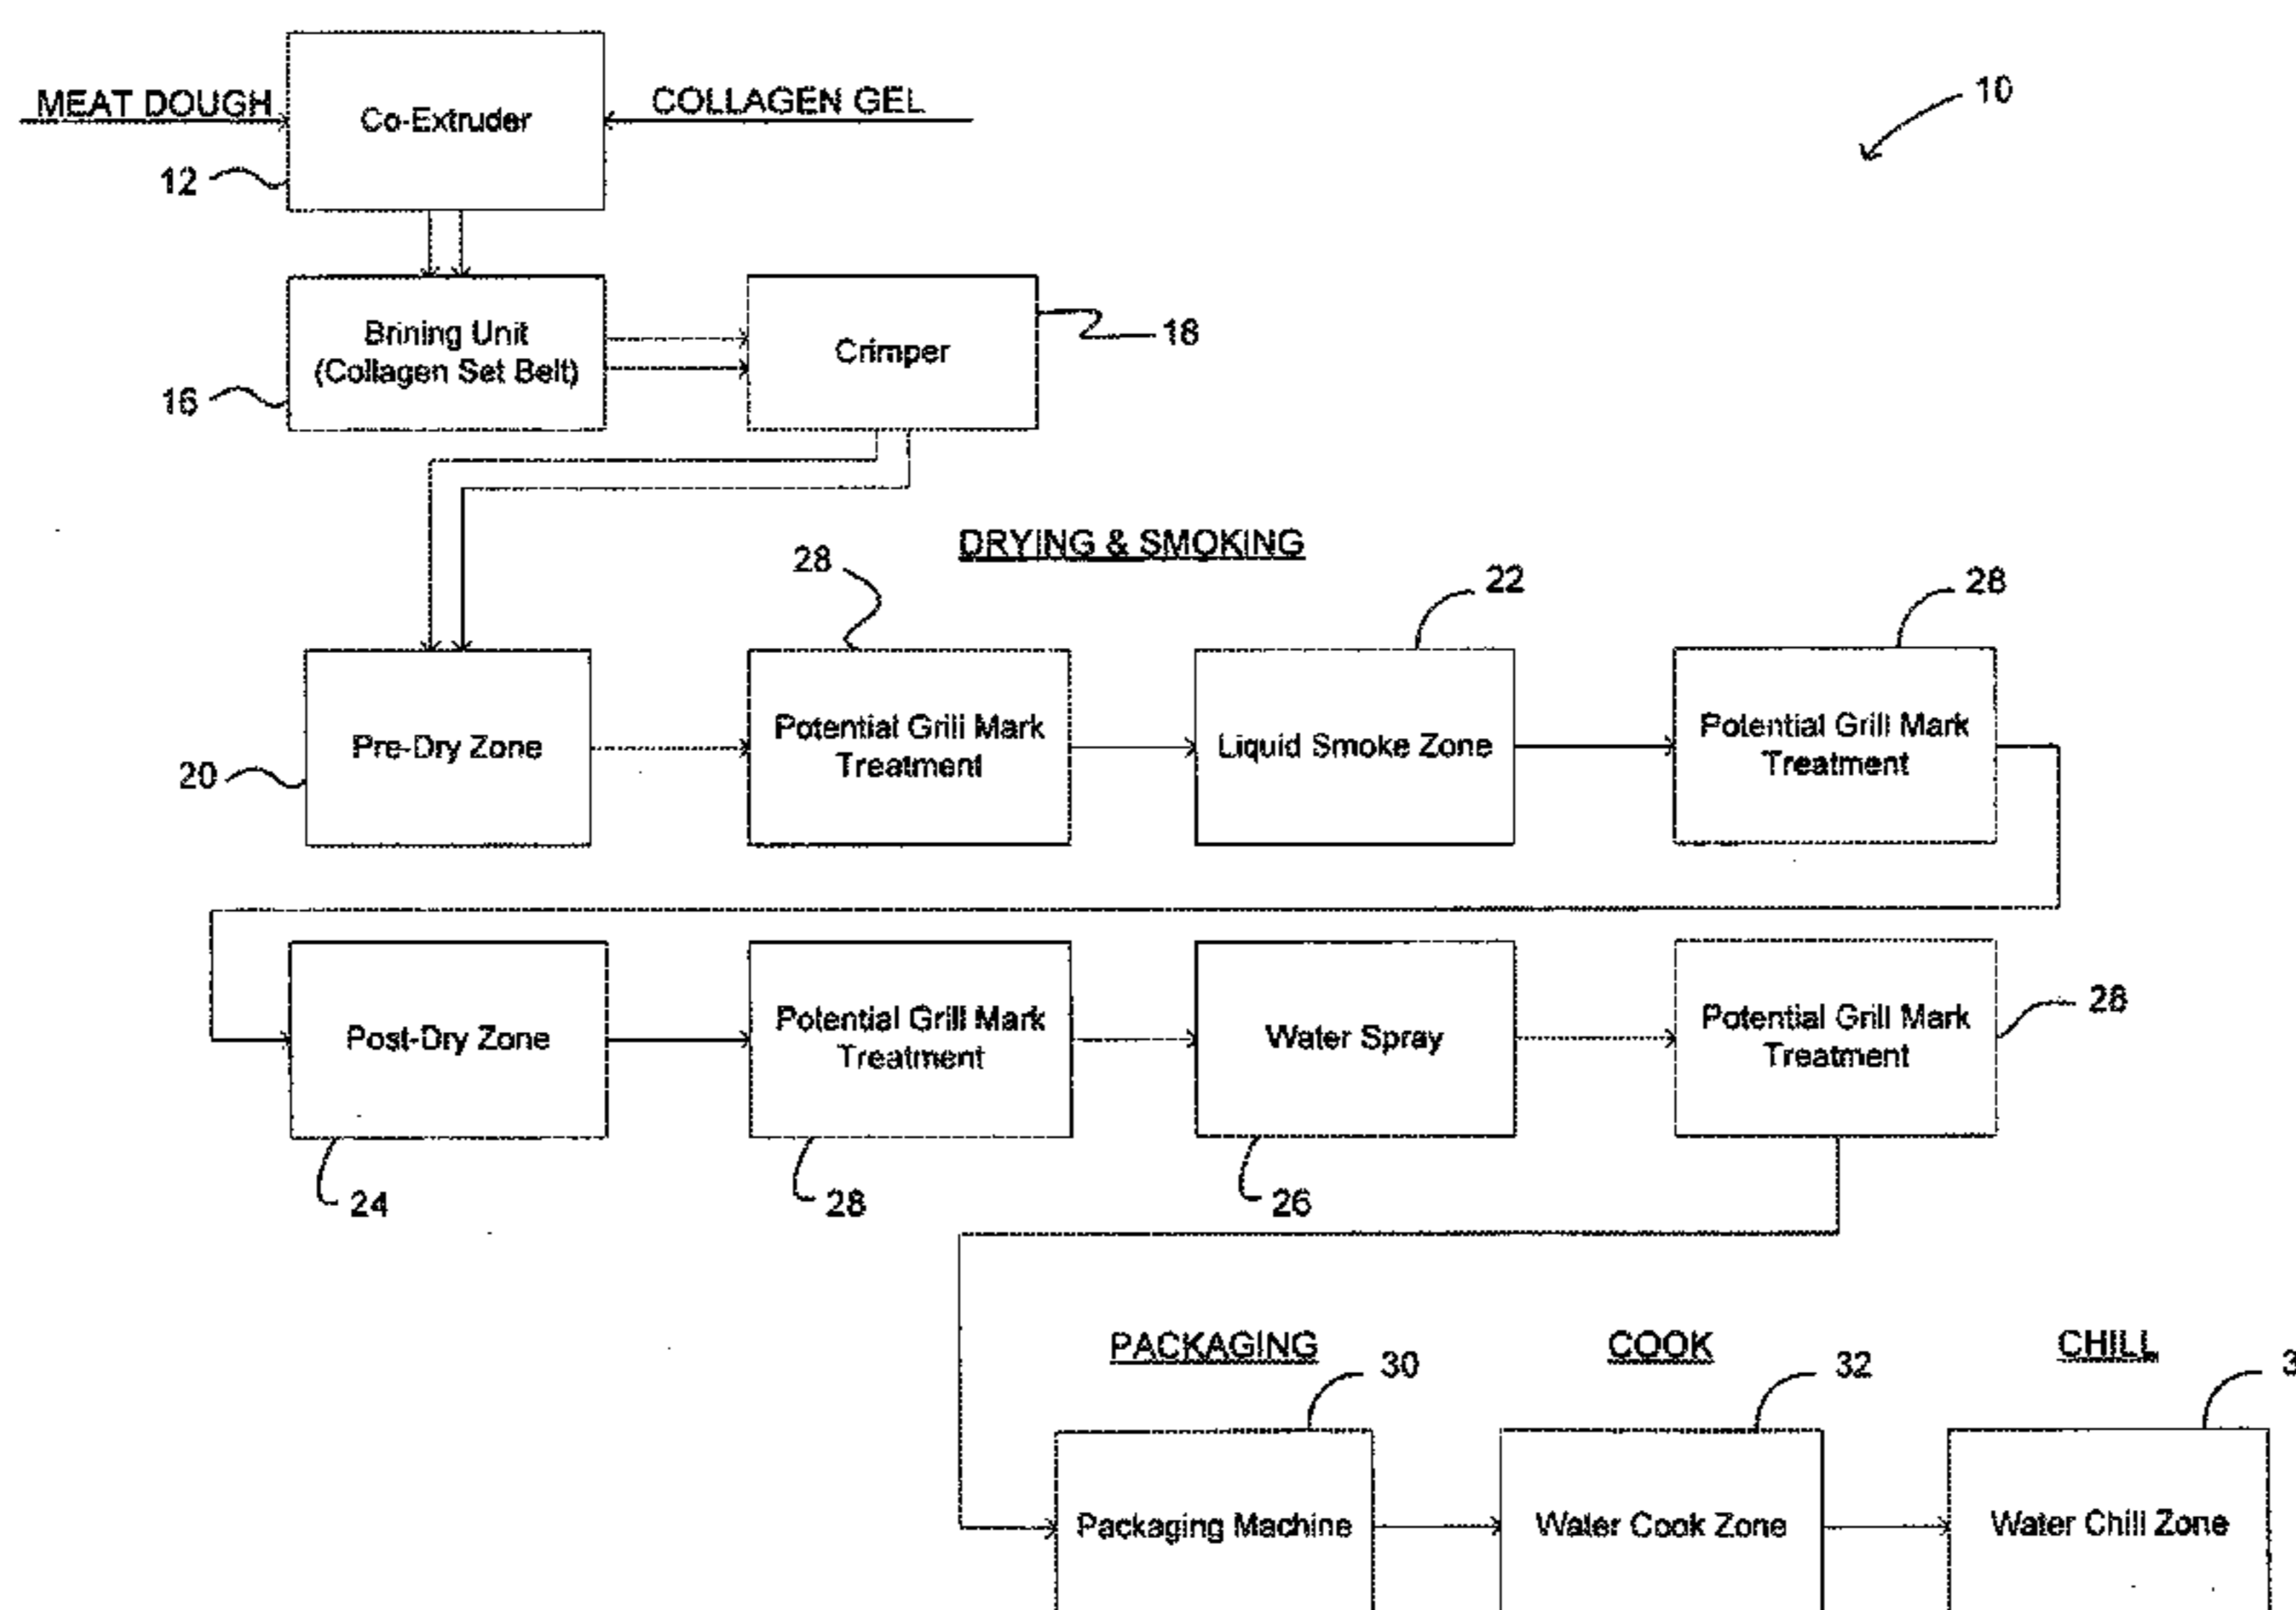 MEAT DOUGH
Co-Extruder
COLLAGEN GEL
10
12
Brining Unit
(Collagen Set Belt)
16
Crimper
18
DRYING & SMOKING
28
22
28
Pre-Dry Zone
20
Potential Grill Mark
Treatment
Liquid Smoke Zone
Potential Grill Mark
Treatment
Post-Dry Zone
24
Potential Grill Mark
Treatment
28
Water Spray
26
Potential Grill Mark
Treatment
28
PACKAGING
30
COOK
32
CHILL
Packaging Machine
Water Cook Zone
Water Chill Zone